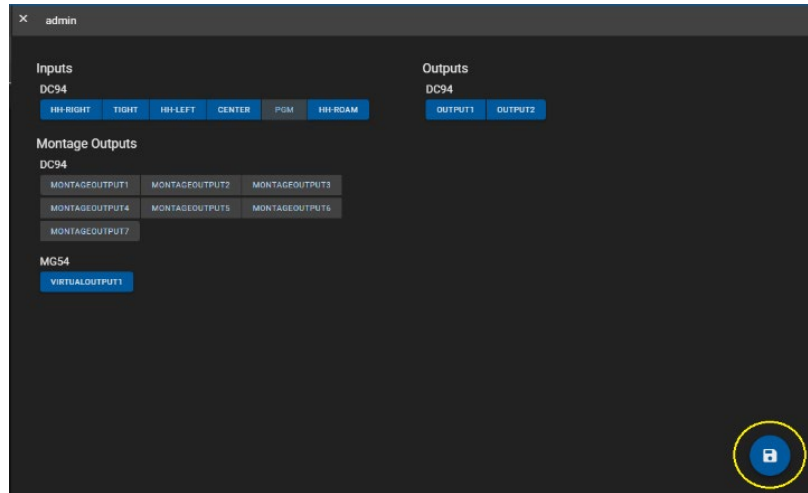 × admin
Inputs
DC94
HH-RIGHT TIGHT HH-LEFT CENTER PGM HH-ROAM
Montage Outputs
DC94
MONTAGEOUTPUT1 MONTAGEOUTPUT2 MONTAGEOUTPUT3
MONTAGEOUTPUT4 MONTAGEOUTPUT5 MONTAGEOUTPUT6
MONTAGEOUTPUT7
MG54
VIRTUALOUTPUT1
Outputs
DC94
OUTPUT1 OUTPUT2